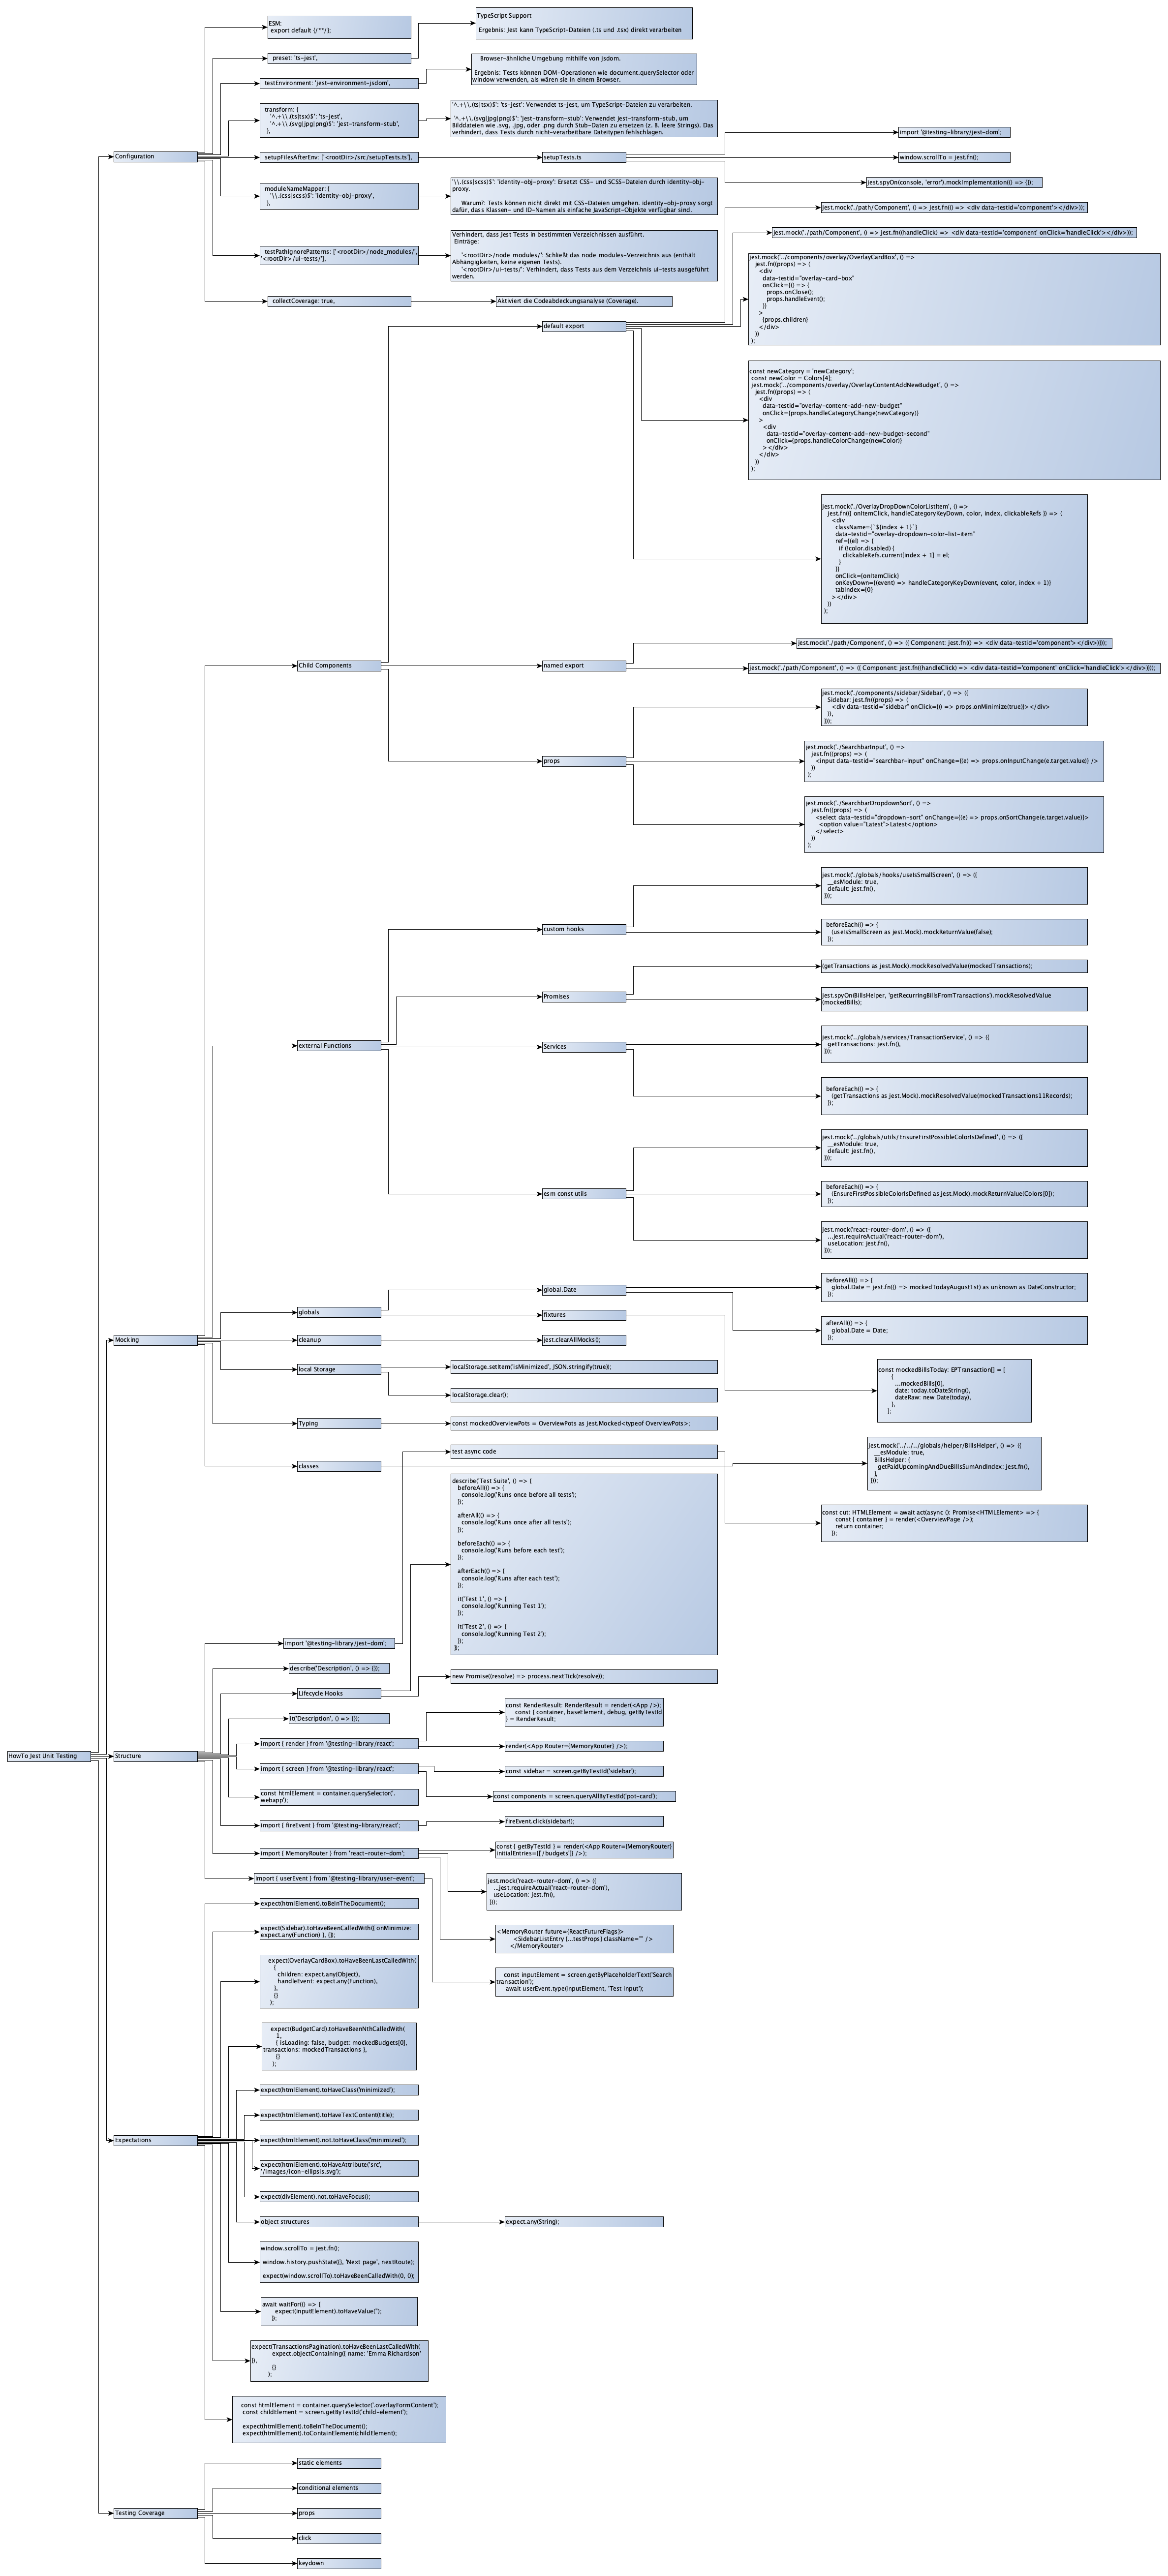 HowTo Jest Unit Testing
Configuration
ESM:
export default {/**/};
preset: 'ts-jest',
TypeScript Support
Ergebnis: Jest kann TypeScript-Dateien (.ts und .tsx) direkt verarbeiten
testEnvironment: 'jest-environment-jsdom',
Browser-ähnliche Umgebung mithilfe von jsdom.
Ergebnis: Tests können DOM-Operationen wie document.querySelector oder
window verwenden, als wären sie in einem Browser.
transform: {
'^.+\\.(ts|tsx)$': 'ts-jest',
'^.+\\.(svg|jpg|png)$': 'jest-transform-stub',
},
'^.+\\.(ts|tsx)$': 'ts-jest': Verwendet ts-jest, um TypeScript-Dateien zu verarbeiten.
'^.+\\.(svg|jpg|png)$': 'jest-transform-stub': Verwendet jest-transform-stub, um
Bilddateien wie .svg, .jpg, oder .png durch Stub-Daten zu ersetzen (z. B. leere Strings). Das
verhindert, dass Tests durch nicht-verarbeitbare Dateitypen fehlschlagen.
setupFilesAfterEnv: ['<rootDir>/src/setupTests.ts'],
setupTests.ts
import '@testing-library/jest-dom';
window.scrollTo = jest.fn();
jest.spyOn(console, 'error').mockImplementation(() => {});
moduleNameMapper: {
'\\.(css|scss)$': 'identity-obj-proxy',
},
'\\.(css|scss)$': 'identity-obj-proxy': Ersetzt CSS- und SCSS-Dateien durch identity-obj-
proxy.
Warum?: Tests können nicht direkt mit CSS-Dateien umgehen. identity-obj-proxy sorgt
dafür, dass Klassen- und ID-Namen als einfache JavaScript-Objekte verfügbar sind.
testPathIgnorePatterns: ['<rootDir>/node_modules/',
'<rootDir>/ui-tests/'],
Verhindert, dass Jest Tests in bestimmten Verzeichnissen ausführt.
Einträge:
'<rootDir>/node_modules/': Schließt das node_modules-Verzeichnis aus (enthält
Abhängigkeiten, keine eigenen Tests).
'<rootDir>/ui-tests/': Verhindert, dass Tests aus dem Verzeichnis ui-tests ausgeführt
werden.
collectCoverage: true,
Aktiviert die Codeabdeckungsanalyse (Coverage).
Mocking
Child Components
default export
jest.mock('./path/Component', () => jest.fn(() => <div data-testid='component'></div>));
jest.mock('./path/Component', () => jest.fn((handleClick) => <div data-testid='component' onClick='handleClick'></div>));
jest.mock('../components/overlay/OverlayCardBox', () =>
jest.fn((props) => (
<div
data-testid="overlay-card-box"
onClick={() => {
props.onClose();
props.handleEvent();
}}
>
{props.children}
</div>
))
);
const newCategory = 'newCategory';
const newColor = Colors[4];
jest.mock('../components/overlay/OverlayContentAddNewBudget', () =>
jest.fn((props) => (
<div
data-testid="overlay-content-add-new-budget"
onClick={props.handleCategoryChange(newCategory)}
>
<div
data-testid="overlay-content-add-new-budget-second"
onClick={props.handleColorChange(newColor)}
></div>
</div>
))
);
jest.mock('./OverlayDropDownColorListItem', () =>
jest.fn(({ onItemClick, handleCategoryKeyDown, color, index, clickableRefs }) => (
<div
className={`${index + 1}`}
data-testid="overlay-dropdown-color-list-item"
ref={(el) => {
if (!color.disabled) {
clickableRefs.current[index + 1] = el;
}
}}
onClick={onItemClick}
onKeyDown={(event) => handleCategoryKeyDown(event, color, index + 1)}
tabIndex={0}
></div>
))
);
named export
jest.mock('./path/Component', () => ({ Component: jest.fn(() => <div data-testid='component'></div>)}));
jest.mock('./path/Component', () => ({ Component: jest.fn((handleClick) => <div data-testid='component' onClick='handleClick'></div>)}));
props
jest.mock('./components/sidebar/Sidebar', () => ({
Sidebar: jest.fn((props) => (
<div data-testid="sidebar" onClick={() => props.onMinimize(true)}></div>
)),
}));
jest.mock('../SearchbarInput', () =>
jest.fn((props) => (
<input data-testid="searchbar-input" onChange={(e) => props.onInputChange(e.target.value)} />
))
);
jest.mock('./SearchbarDropdownSort', () =>
jest.fn((props) => (
<select data-testid="dropdown-sort" onChange={(e) => props.onSortChange(e.target.value)}>
<option value="Latest">Latest</option>
</select>
))
);
external Functions
custom hooks
jest.mock('./globals/hooks/useIsSmallScreen', () => ({
__esModule: true,
default: jest.fn(),
}));
beforeEach(() => {
(useIsSmallScreen as jest.Mock).mockReturnValue(false);
});
Promises
(getTransactions as jest.Mock).mockResolvedValue(mockedTransactions);
jest.spyOn(BillsHelper, 'getRecurringBillsFromTransactions').mockResolvedValue
(mockedBills);
Services
jest.mock('../globals/services/TransactionService', () => ({
getTransactions: jest.fn(),
}));
beforeEach(() => {
(getTransactions as jest.Mock).mockResolvedValue(mockedTransactions11Records);
});
esm const utils
jest.mock('../globals/utils/EnsureFirstPossibleColorIsDefined', () => ({
__esModule: true,
default: jest.fn(),
}));
beforeEach(() => {
(EnsureFirstPossibleColorIsDefined as jest.Mock).mockReturnValue(Colors[0]);
});
jest.mock('react-router-dom', () => ({
...jest.requireActual('react-router-dom'),
useLocation: jest.fn(),
}));
globals
global.Date
beforeAll(() => {
global.Date = jest.fn(() => mockedTodayAugust1st) as unknown as DateConstructor;
});
afterAll(() => {
global.Date = Date;
});
fixtures
const mockedBillsToday: EPTransaction[] = [
{
...mockedBills[0],
date: today.toDateString(),
dateRaw: new Date(today),
},
];
cleanup
jest.clearAllMocks();
local Storage
localStorage.setItem('isMinimized', JSON.stringify(true));
localStorage.clear();
Typing
const mockedOverviewPots = OverviewPots as jest.Mocked<typeof OverviewPots>;
classes
jest.mock('../../../globals/helper/BillsHelper', () => ({
__esModule: true,
BillsHelper: {
getPaidUpcomingAndDueBillsSumAndIndex: jest.fn(),
},
}));
Structure
import '@testing-library/jest-dom';
test async code
const cut: HTMLElement = await act(async (): Promise<HTMLElement> => {
const { container } = render(<OverviewPage />);
return container;
});
describe('Description', () => {});
Lifecycle Hooks
describe('Test Suite', () => {
beforeAll(() => {
console.log('Runs once before all tests');
});
afterAll(() => {
console.log('Runs once after all tests');
});
beforeEach(() => {
console.log('Runs before each test');
});
afterEach(() => {
console.log('Runs after each test');
});
it('Test 1', () => {
console.log('Running Test 1');
});
it('Test 2', () => {
console.log('Running Test 2');
});
});
new Promise((resolve) => process.nextTick(resolve));
it('Description', () => {});
import { render } from '@testing-library/react';
const RenderResult: RenderResult = render(<App />);
const { container, baseElement, debug, getByTestId
} = RenderResult;
render(<App Router={MemoryRouter} />);
import { screen } from '@testing-library/react';
const sidebar = screen.getByTestId('sidebar');
const components = screen.queryAllByTestId('pot-card');
const htmlElement = container.querySelector('.
webapp');
import { fireEvent } from '@testing-library/react';
fireEvent.click(sidebar!);
import { MemoryRouter } from 'react-router-dom';
const { getByTestId } = render(<App Router={MemoryRouter}
initialEntries={['/budgets']} />);
jest.mock('react-router-dom', () => ({
...jest.requireActual('react-router-dom'),
useLocation: jest.fn(),
}));
<MemoryRouter future={ReactFutureFlags}>
<SidebarListEntry {...testProps} className="" />
</MemoryRouter>
import { userEvent } from '@testing-library/user-event';
const inputElement = screen.getByPlaceholderText('Search
transaction');
await userEvent.type(inputElement, 'Test input');
Expectations
expect(htmlElement).toBeInTheDocument();
expect(Sidebar).toHaveBeenCalledWith({ onMinimize:
expect.any(Function) }, {});
expect(OverlayCardBox).toHaveBeenLastCalledWith(
{
children: expect.any(Object),
handleEvent: expect.any(Function),
},
{}
);
expect(BudgetCard).toHaveBeenNthCalledWith(
1,
{ isLoading: false, budget: mockedBudgets[0],
transactions: mockedTransactions },
{}
);
expect(htmlElement).toHaveClass('minimized');
expect(htmlElement).toHaveTextContent(title);
expect(htmlElement).not.toHaveClass('minimized');
expect(htmlElement).toHaveAttribute('src',
'/images/icon-ellipsis.svg');
expect(divElement).not.toHaveFocus();
object structures
expect.any(String);
window.scrollTo = jest.fn();
window.history.pushState({}, 'Next page', nextRoute);
expect(window.scrollTo).toHaveBeenCalledWith(0, 0);
await waitFor(() => {
expect(inputElement).toHaveValue('');
});
expect(TransactionsPagination).toHaveBeenLastCalledWith(
expect.objectContaining({ name: 'Emma Richardson'
}),
{}
);
const htmlElement = container.querySelector('.overlayFormContent');
const childElement = screen.getByTestId('child-element');
expect(htmlElement).toBeInTheDocument();
expect(htmlElement).toContainElement(childElement);
Testing Coverage
static elements
conditional elements
props
click
keydown